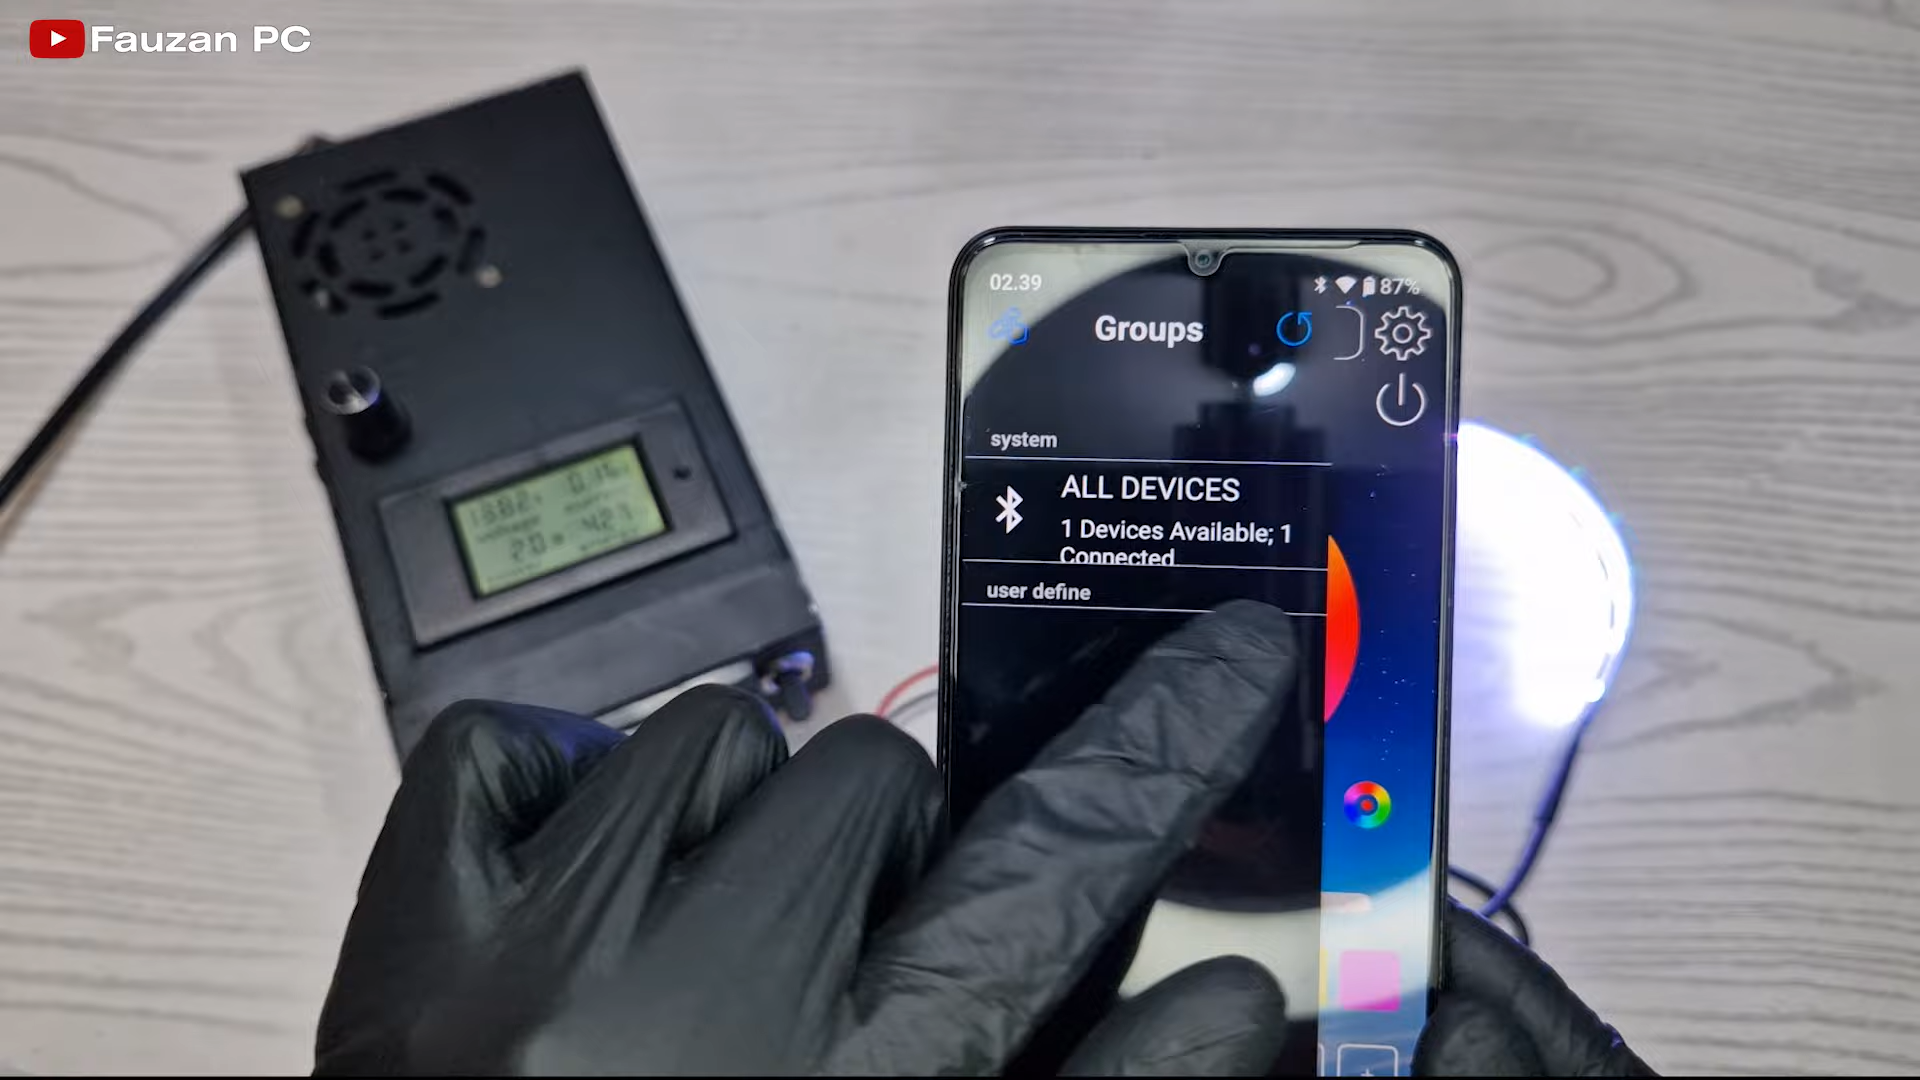 Fauzan PC
02.39
87%
Groups
system
ALL DEVICES
1 Devices Available; 1
Connected
user define